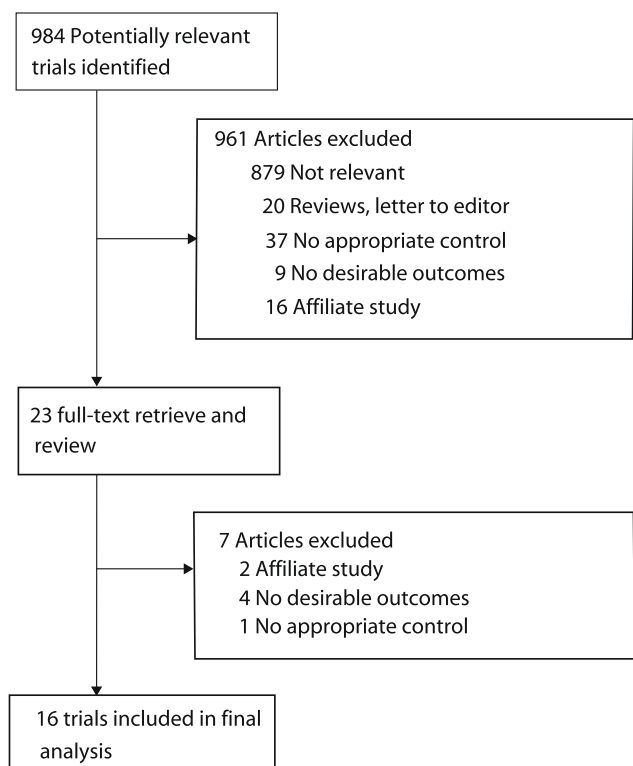 984 Potentially relevant
trials identified
961 Articles excluded
879 Not relevant
20 Reviews, letter to editor
37 No appropriate control
9 No desirable outcomes
16 Affiliate study
23 full-text retrieve and
review
7 Articles excluded
2 Affiliate study
4 No desirable outcomes
1 No appropriate control
16 trials included in final
analysis